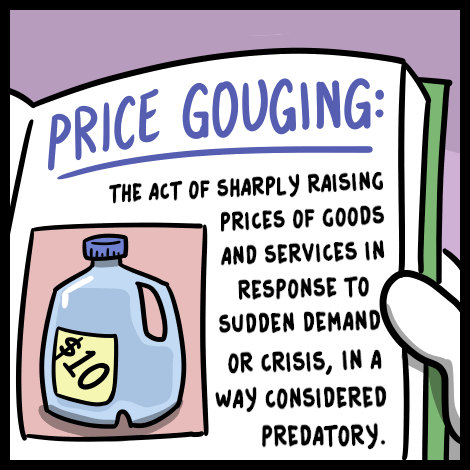 PRICE GOUGING:
THE ACT OF SHARPLY RAISING
PRICES OF GOODS
AND SERVICES IN
RESPONSE TO
SUDDEN DEMAND
OR CRISIS, IN A
WAY CONSIDERED
PREDATORY.
$10